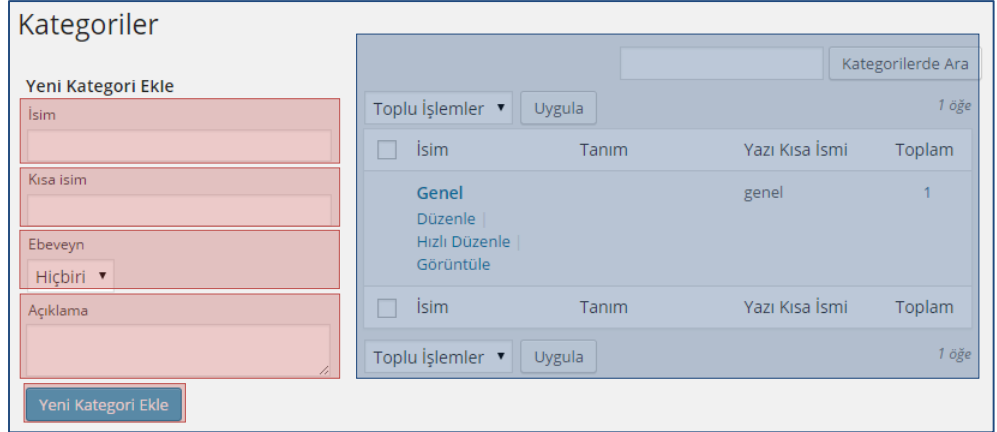 Kategoriler
Yeni Kategori Ekle
İsim
Kısa isim
Ebeveyn
Hiçbiri
Açıklama
Yeni Kategori Ekle
Kategorilerde Ara
Toplu İşlemler Uygula 1 öğe
İsim Tanım Yazı Kısa İsmi Toplam
Genel genel 1
Düzenle |
Hızlı Düzenle |
Görüntüle
İsim Tanım Yazı Kısa İsmi Toplam
Toplu İşlemler Uygula 1 öğe